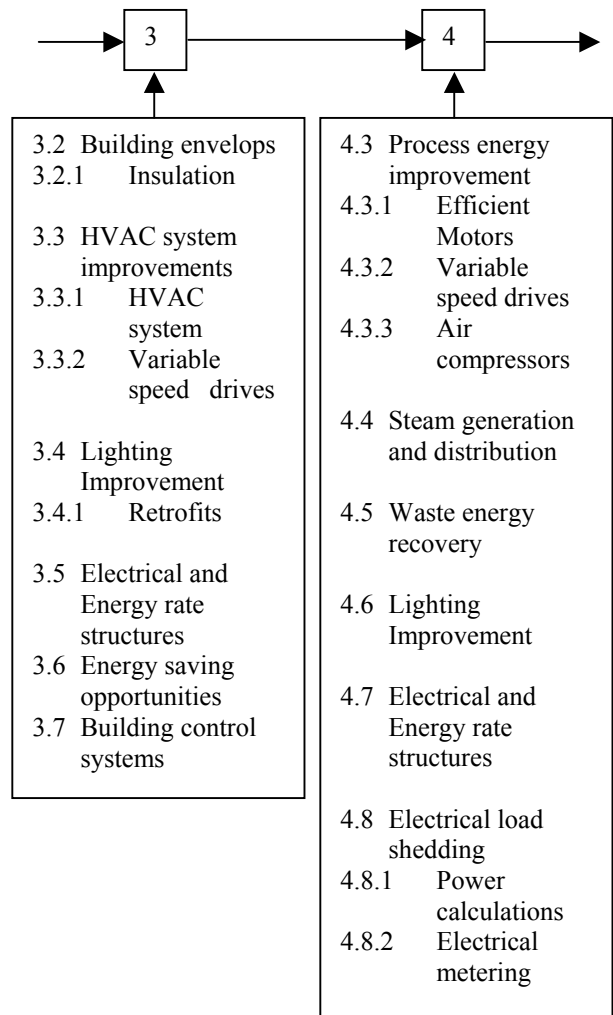 3
4
3.2 Building envelops
3.2.1 Insulation
3.3 HVAC system
improvements
3.3.1 HVAC
system
3.3.2 Variable
speed drives
3.4 Lighting
Improvement
3.4.1 Retrofits
3.5 Electrical and
Energy rate
structures
3.6 Energy saving
opportunities
3.7 Building control
systems
4.3 Process energy
improvement
4.3.1 Efficient
Motors
4.3.2 Variable
speed drives
4.3.3 Air
compressors
4.4 Steam generation
and distribution
4.5 Waste energy
recovery
4.6 Lighting
Improvement
4.7 Electrical and
Energy rate
structures
4.8 Electrical load
shedding
4.8.1 Power
calculations
4.8.2 Electrical
metering